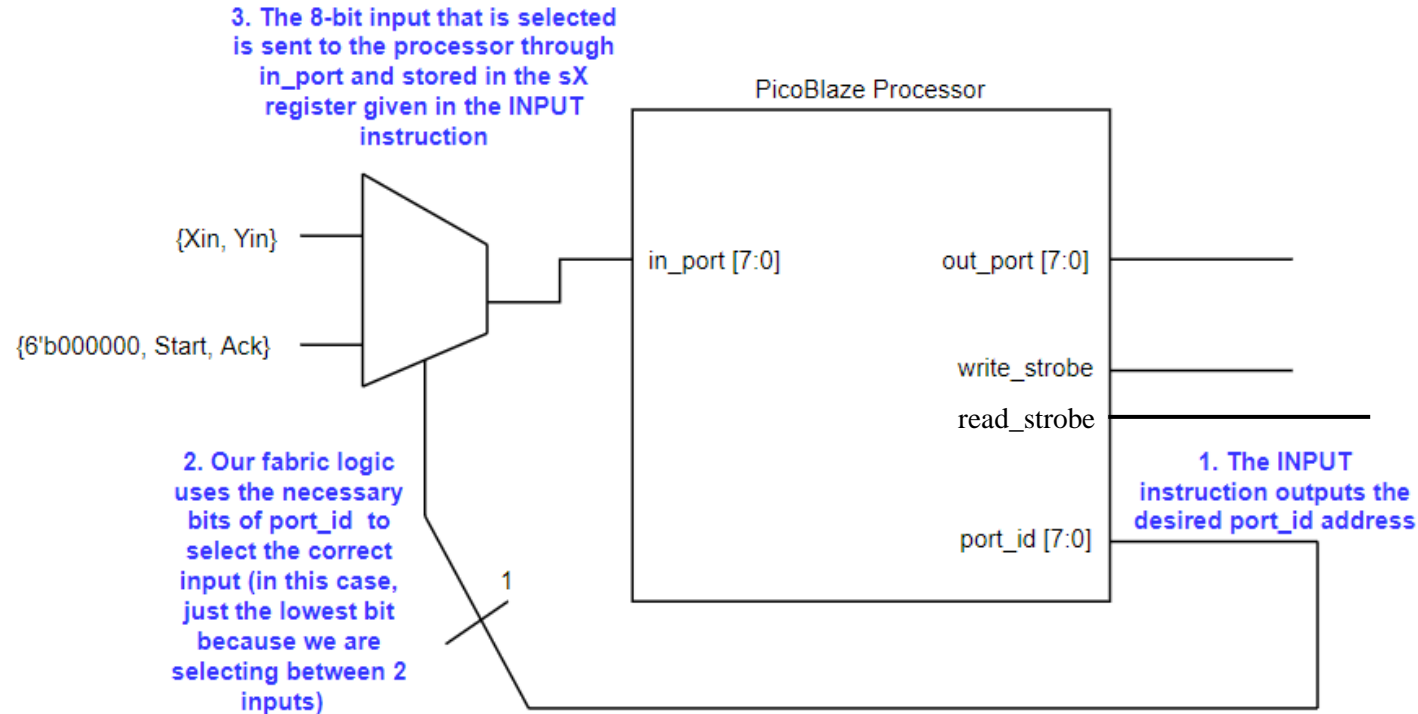 3. The 8-bit input that is selected
is sent to the processor through
in_port and stored in the sX
register given in the INPUT
instruction
PicoBlaze Processor
{Xin, Yin}
{6'b000000, Start, Ack}
in_port [7:0]
out_port [7:0]
write_strobe
read_strobe
port_id [7:0]
1. The INPUT
instruction outputs the
desired port_id address
2. Our fabric logic
uses the necessary
bits of port_id to
select the correct
input (in this case,
just the lowest bit
because we are
selecting between 2
inputs)
1